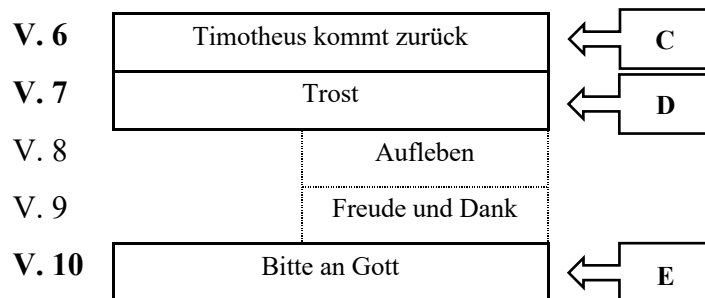 V. 6 Timotheus kommt zurück C
V. 7 Trost D
V. 8 Aufleben
V. 9 Freude und Dank
V. 10 Bitte an Gott E